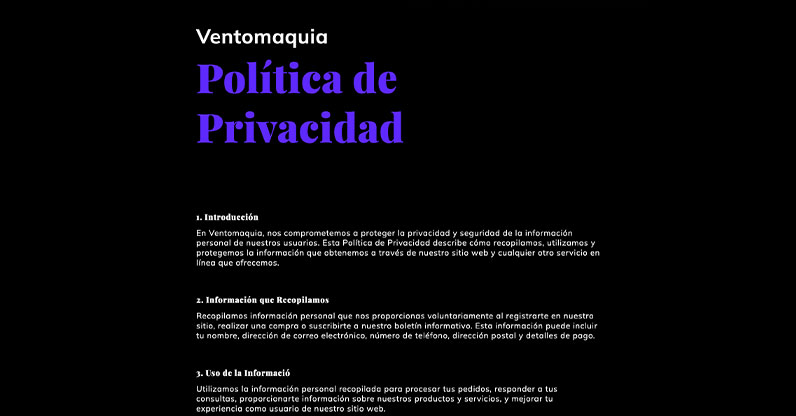 Ventomaquia
Política de
Privacidad
1. Introducción
En Ventomaquia, nos comprometemos a proteger la privacidad y seguridad de la información
personal de nuestros usuarios. Esta Política de Privacidad describe cómo recopilamos, utilizamos y
protegemos la información que obtenemos a través de nuestro sitio web y cualquier otro servicio en
línea que ofrecemos.
2. Información que Recopilamos
Recopilamos información personal que nos proporcionas voluntariamente al registrarte en nuestro
sitio, realizar una compra o suscribirte a nuestro boletín informativo. Esta información puede incluir
tu nombre, dirección de correo electrónico, número de teléfono, dirección postal y detalles de pago.
3. Uso de la Informació
Utilizamos la información personal recopilada para procesar tus pedidos, responder a tus
consultas, proporcionarte información sobre nuestros productos y servicios, y mejorar tu
experiencia como usuario de nuestro sitio web.